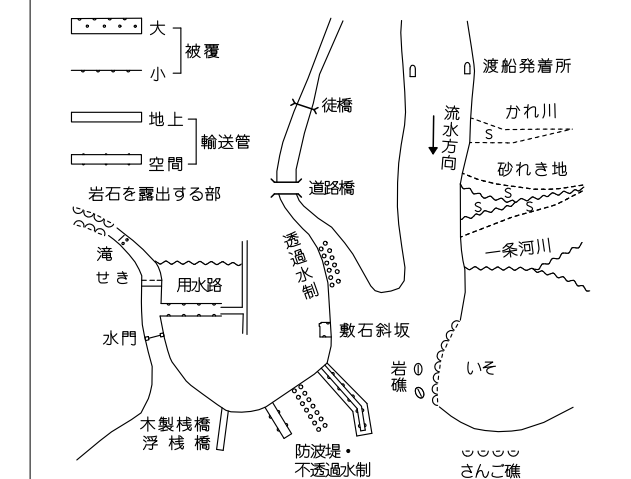 大
被覆
小
地上
輸送管
空間
岩石を露出する部
渡船発着所
徒橋
流水方向
かれ川
S
砂れき地
S
S
道路橋
透過水制
一条河川
滝
せき
用水路
水門
敷石斜坂
岩礁
いそ
木製桟橋
浮桟橋
防波堤・
不透過水制
さんご礁